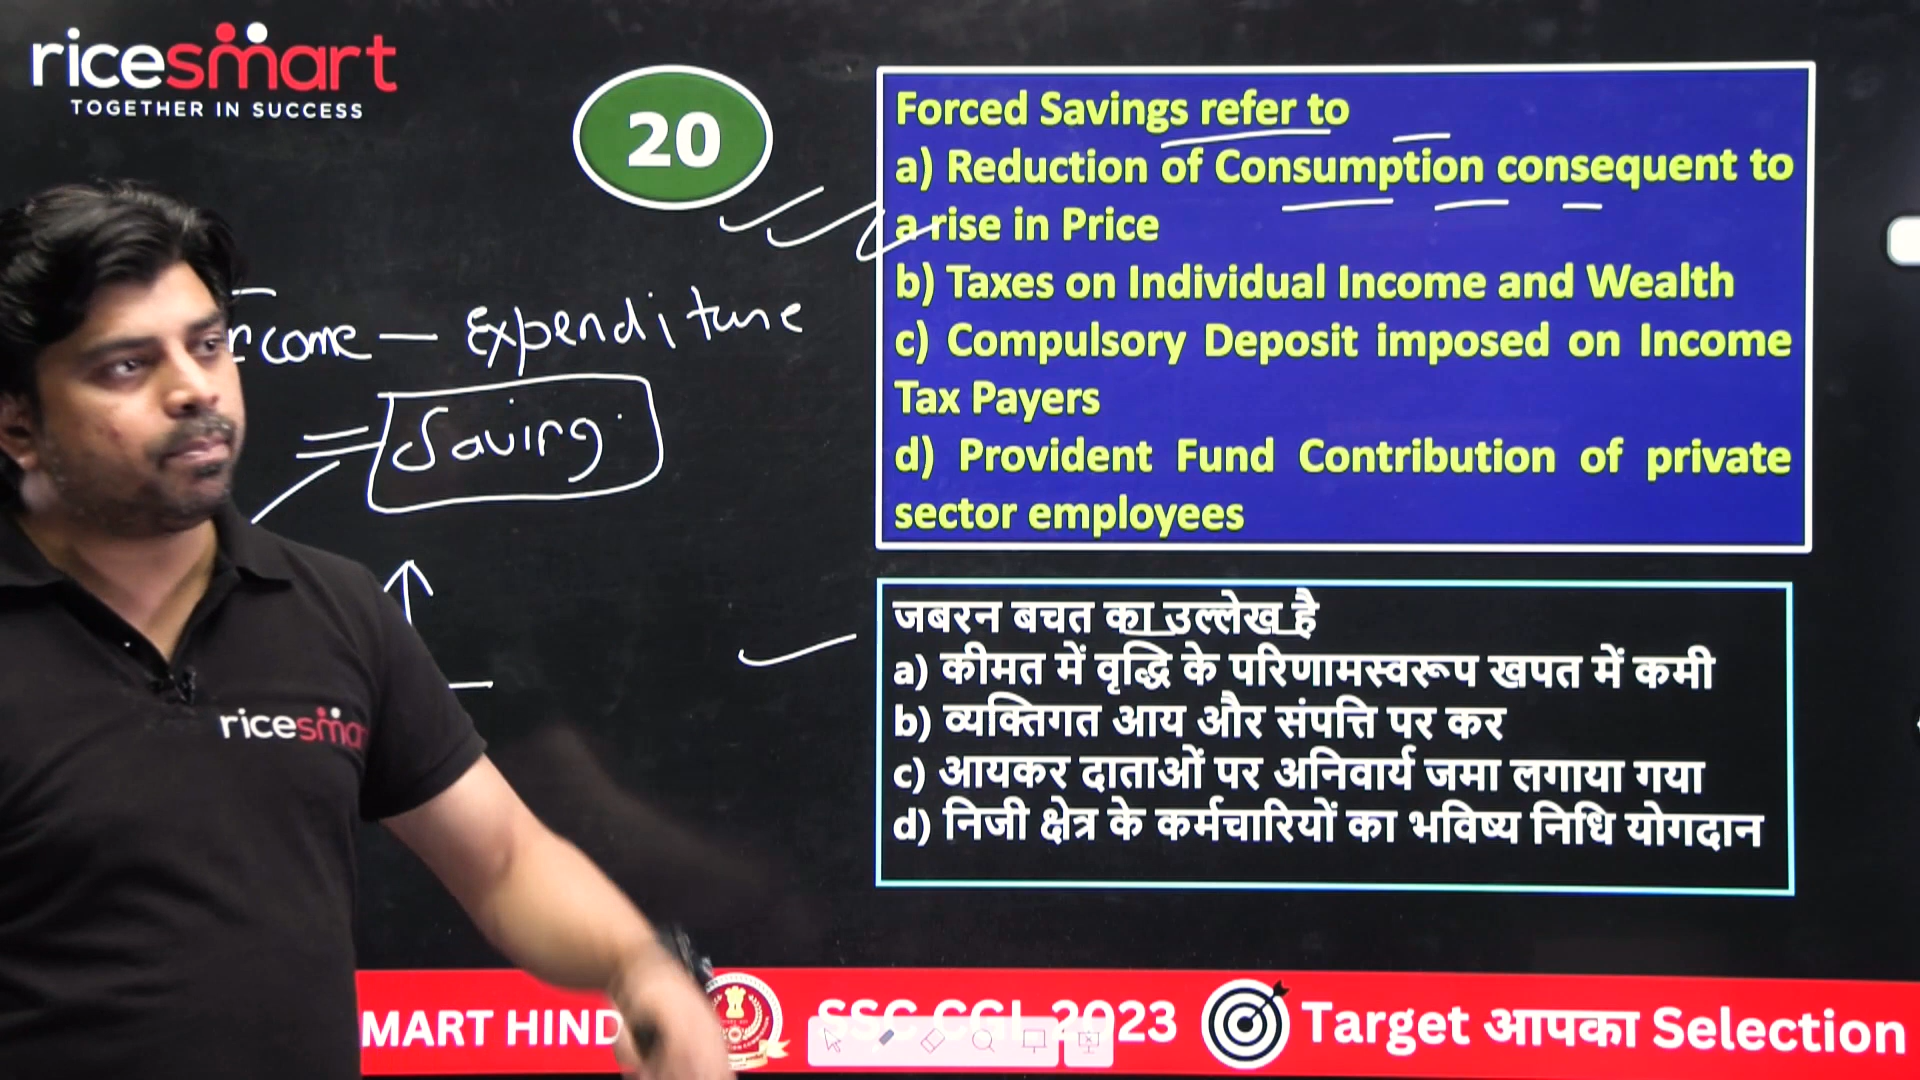 ricesmart
TOGETHER IN SUCCESS
20
Forced Savings refer to
a) Reduction of Consumption consequent to
a rise in Price
b) Taxes on Individual Income and Wealth
c) Compulsory Deposit imposed on Income
Tax Payers
d) Provident Fund Contribution of private
sector employees
ncome — Expenditure
= Saving
जबरन बचत का उल्लेख है
a) कीमत में वृद्धि के परिणामस्वरूप खपत में कमी
b) व्यक्तिगत आय और संपत्ति पर कर
c) आयकर दाताओं पर अनिवार्य जमा लगाया गया
d) निजी क्षेत्र के कर्मचारियों का भविष्य निधि योगदान
ricesmar
MART HIND SSC CGL 2023 Target आपका Selection